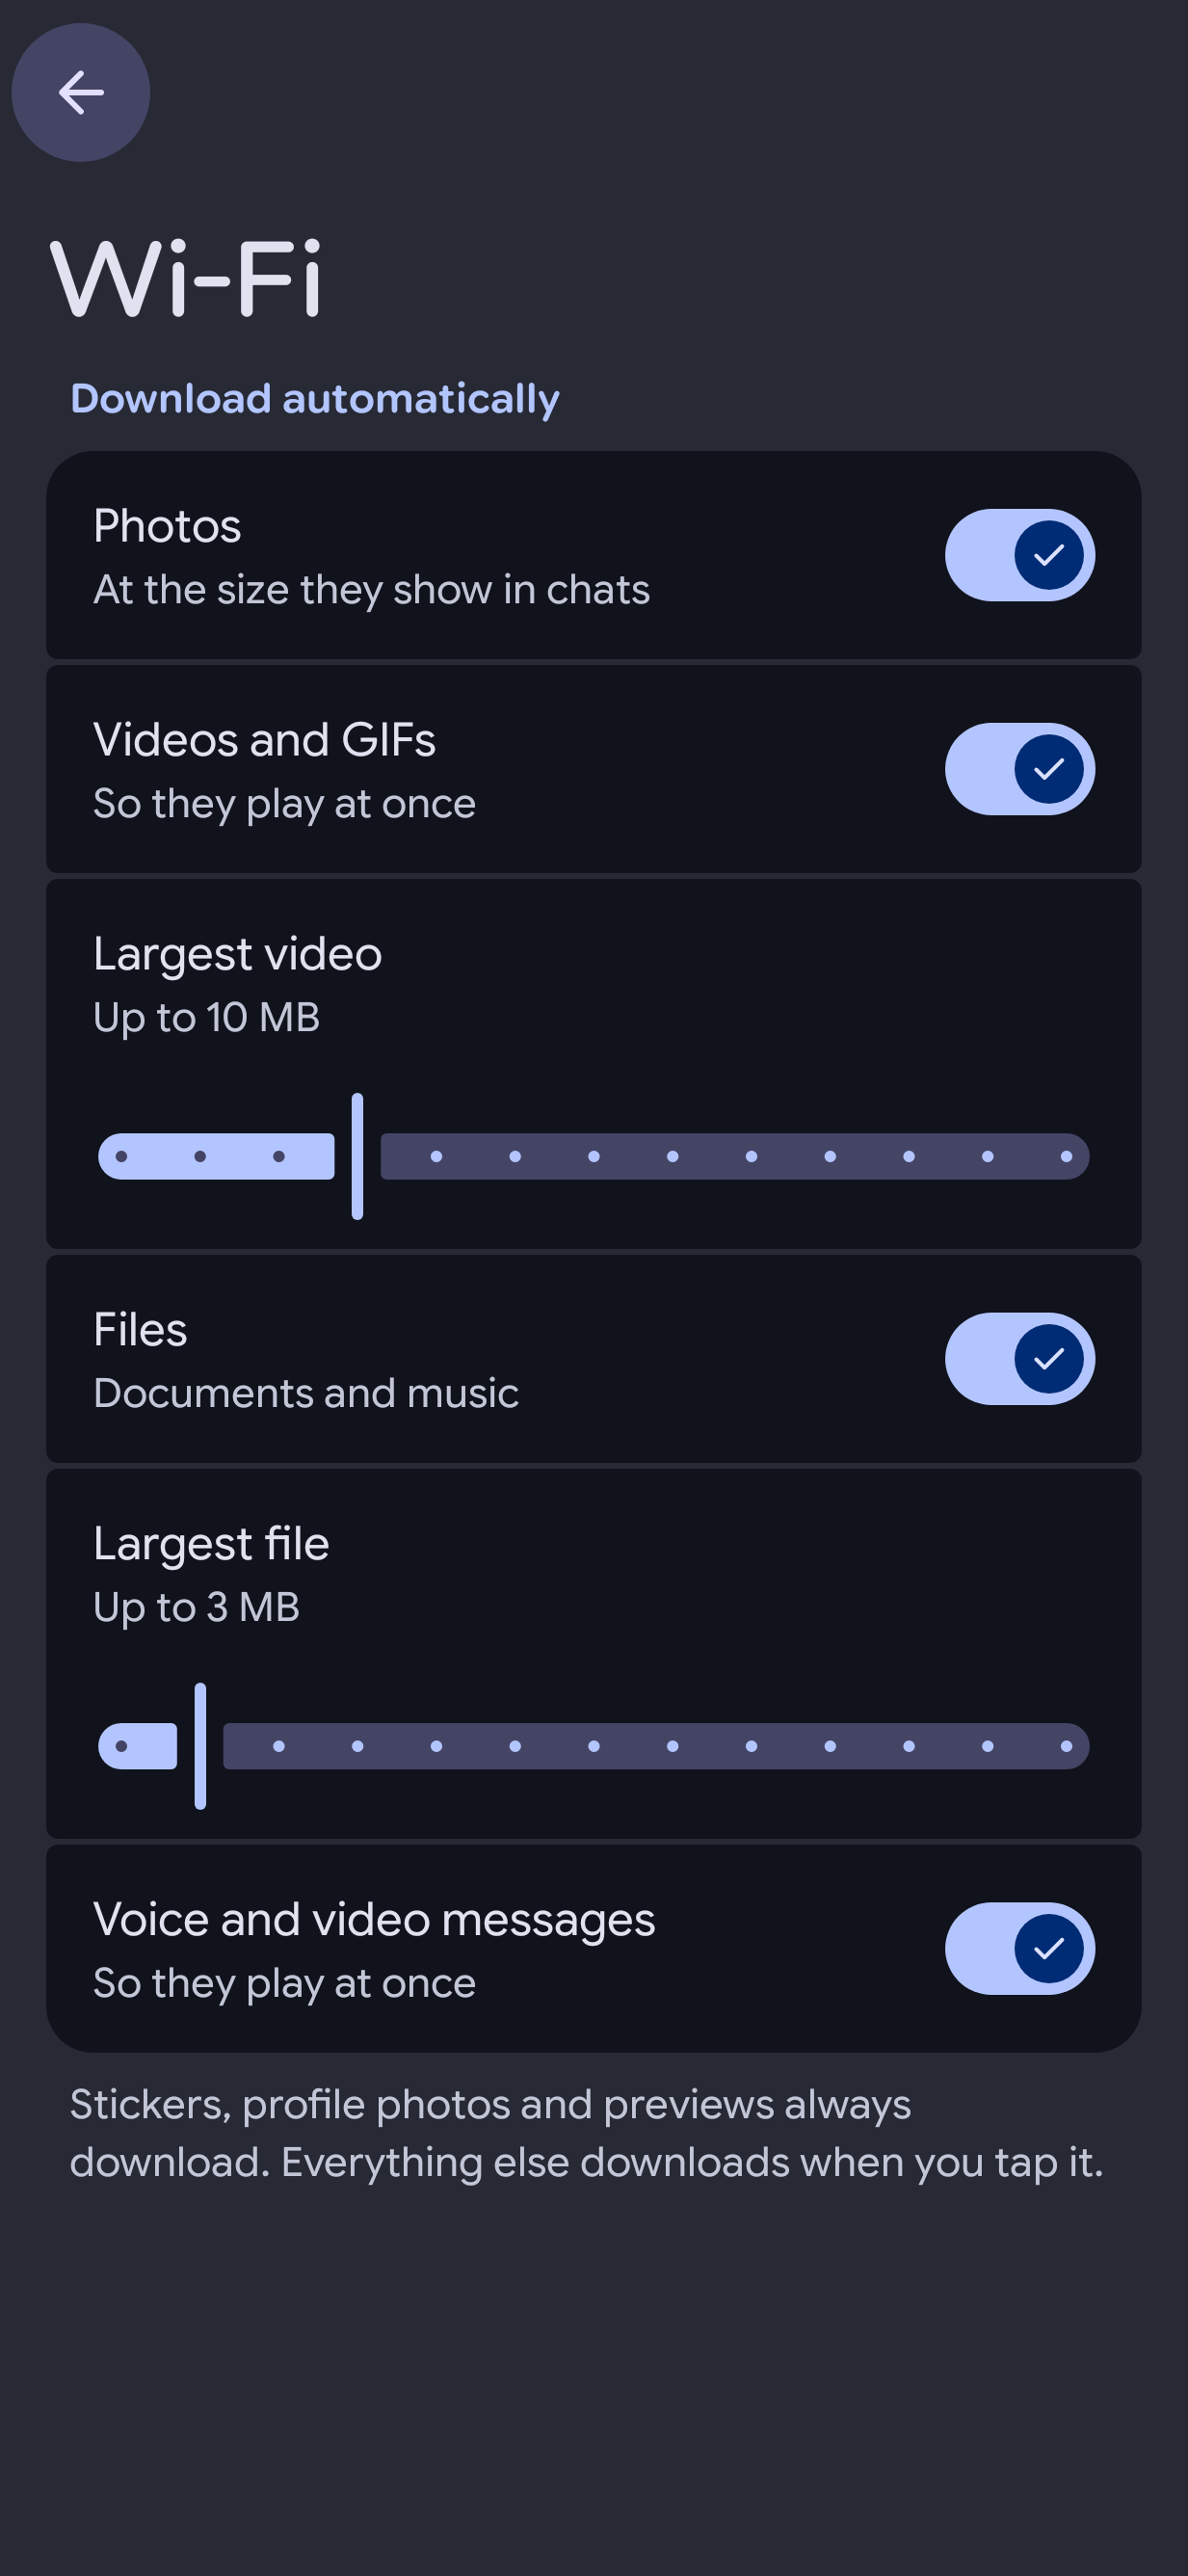 Wi-Fi
Download automatically
Photos
At the size they show in chats
Videos and GIFs
So they play at once
Largest video
Up to 10 MB
Files
Documents and music
Largest file
Up to 3 MB
Voice and video messages
So they play at once
Stickers, profile photos and previews always
download. Everything else downloads when you tap it.